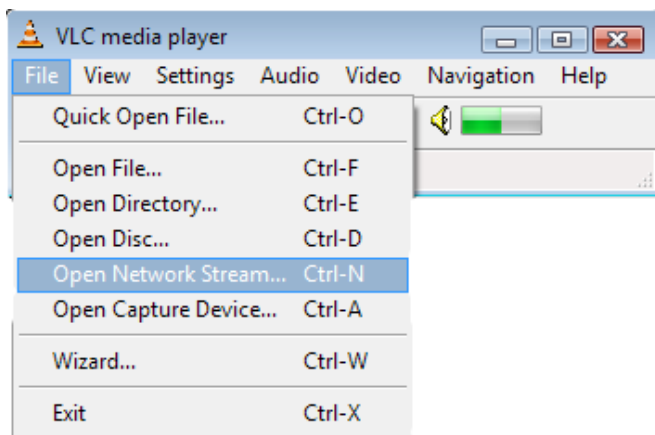 VLC media player
File View Settings Audio Video Navigation Help
Quick Open File... Ctrl-O
Open File... Ctrl-F
Open Directory... Ctrl-E
Open Disc... Ctrl-D
Open Network Stream... Ctrl-N
Open Capture Device... Ctrl-A
Wizard... Ctrl-W
Exit Ctrl-X